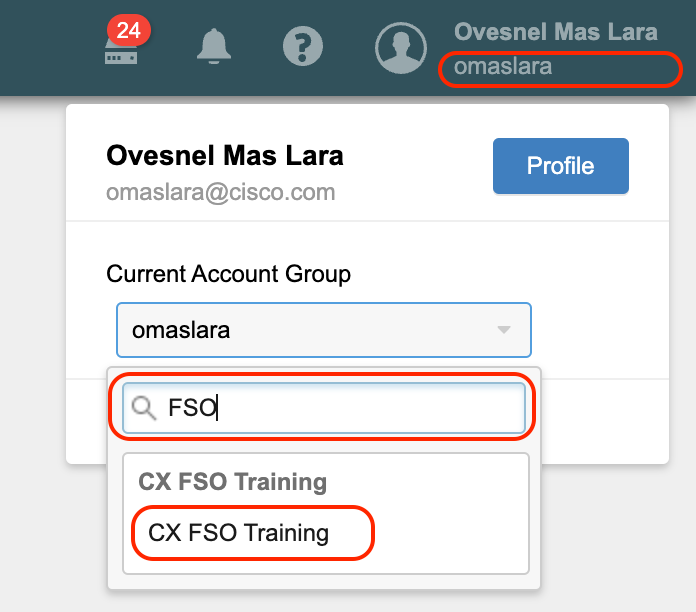 24
Ovesnel Mas Lara
omaslara
Ovesnel Mas Lara
omaslara@cisco.com
Profile
Current Account Group
omaslara
FSO
CX FSO Training
CX FSO Training